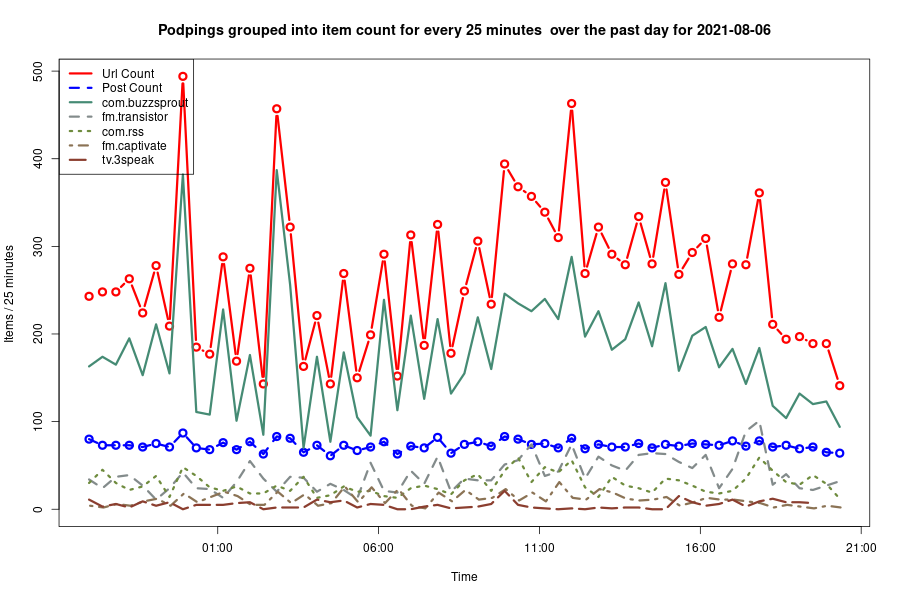 Podpings grouped into item count for every 25 minutes  over the past day for 2021-08-06
Url Count
Post Count
com.buzzsprout
fm.transistor
com.rss
fm.captivate
tv.3speak
Items / 25 minutes
500
400
300
200
100
0
01:00 06:00 11:00 16:00 21:00
Time